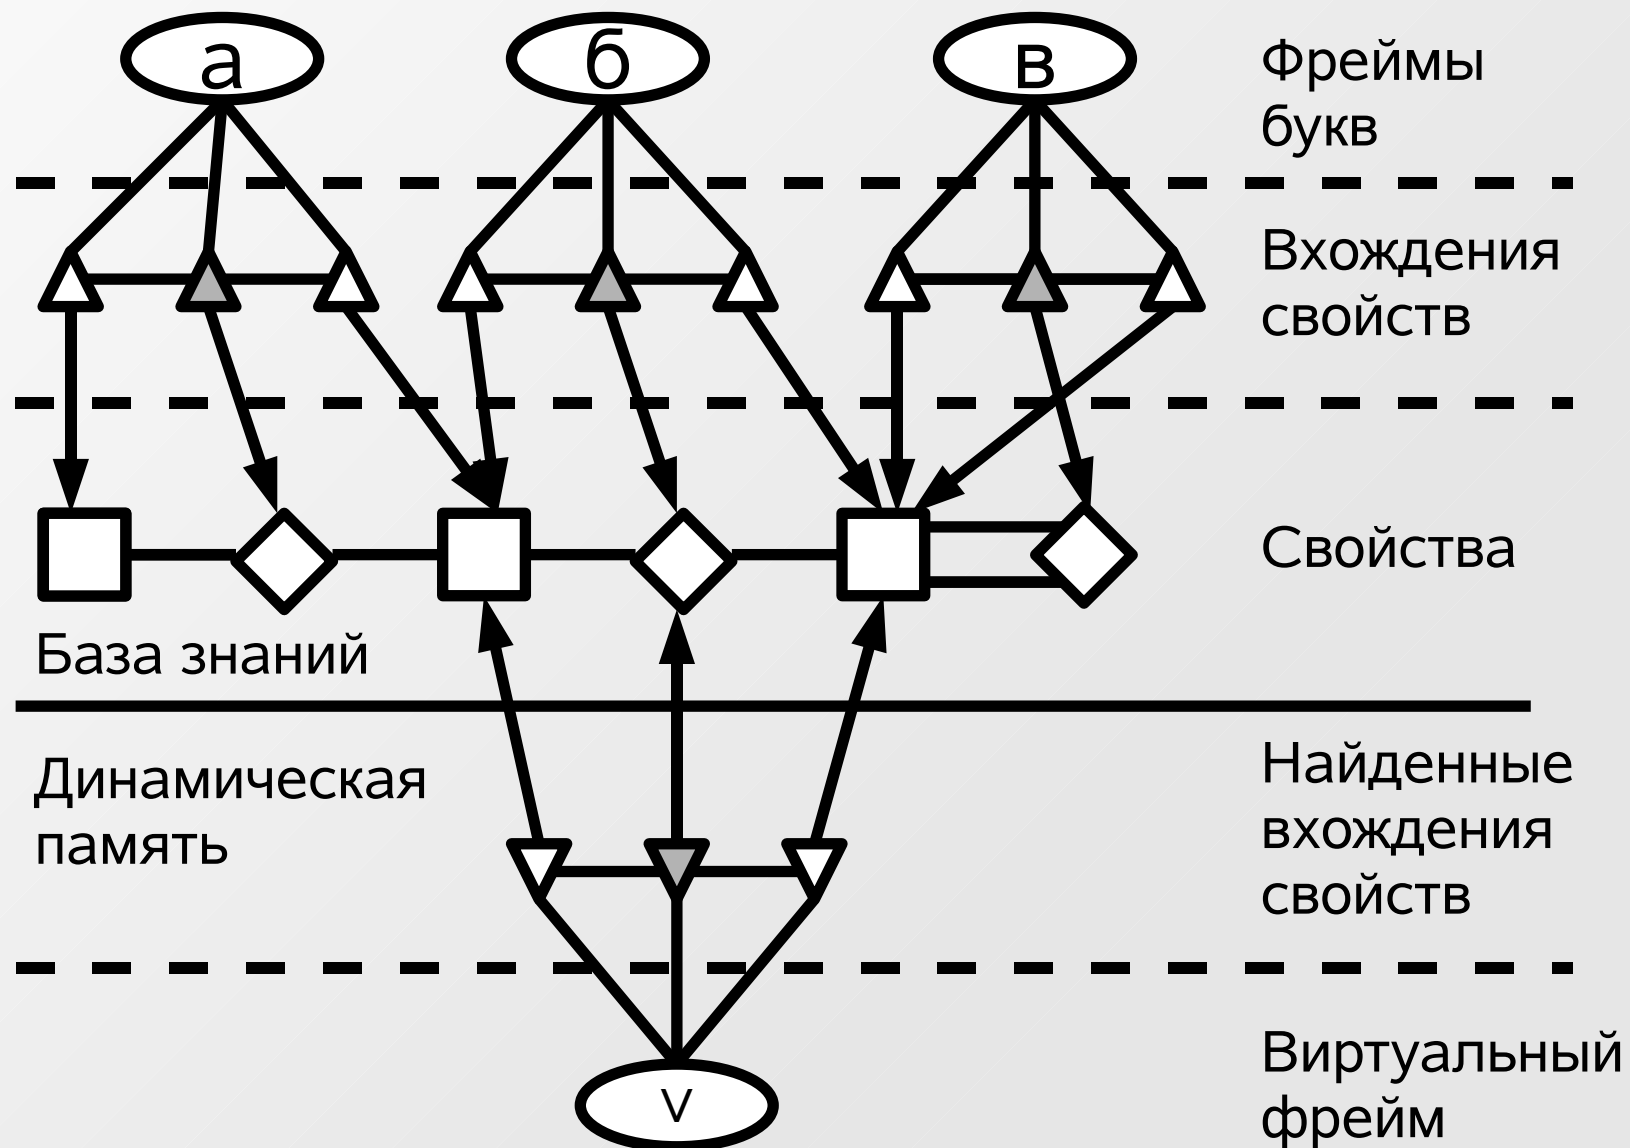 а
б
в
Фреймы
букв
Вхождения
свойств
Свойства
База знаний
Динамическая
память
Найденные
вхождения
свойств
Виртуальный
фрейм
v